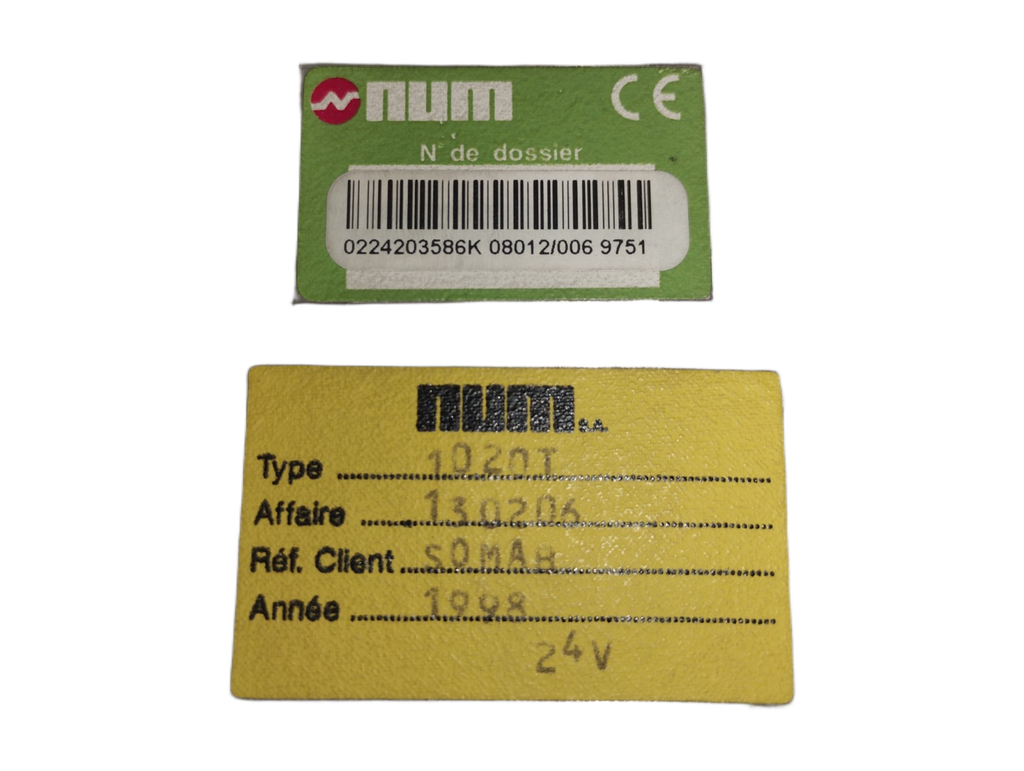 num CE
N° de dossier
0224203586K 08012/006 9751
num s.a.
Type 1020T
Affaire 130206
Réf. Client SOMAB
Année 1998
24V